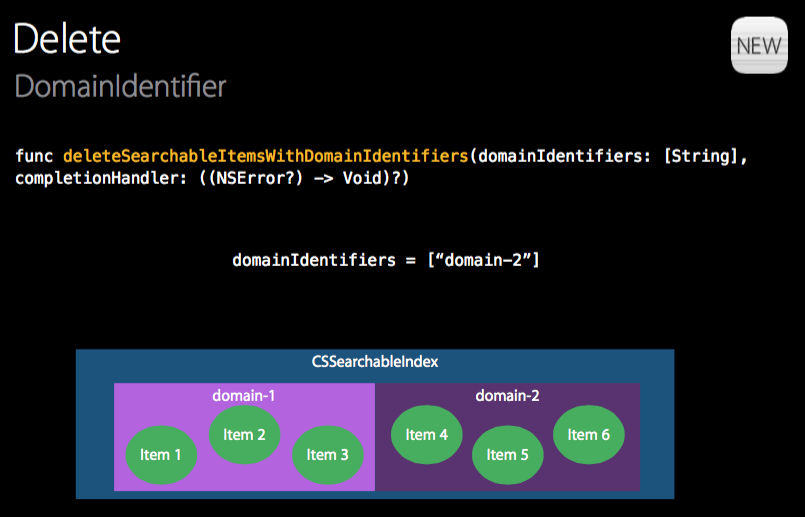 Delete
NEW
DomainIdentifier
func deleteSearchableItemsWithDomainIdentifiers(domainIdentifiers: [String],
completionHandler: ((NSError?) -> Void)?)
domainIdentifiers = [“domain-2”]
CSSearchableIndex
domain-1
domain-2
Item 1
Item 2
Item 3
Item 4
Item 5
Item 6